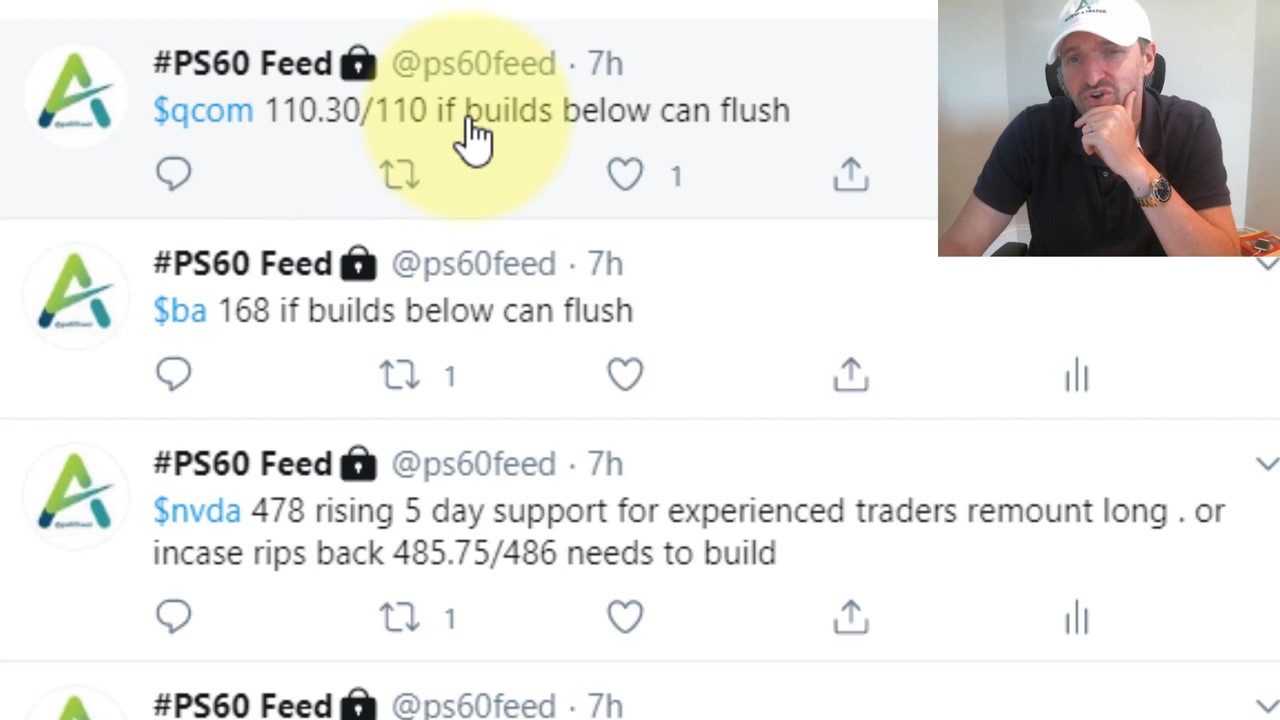 #PS60 Feed🔒 @ps60feed · 7h
$qcom 110.30/110 if builds below can flush
1
#PS60 Feed🔒 @ps60feed · 7h
$ba 168 if builds below can flush
1
#PS60 Feed🔒 @ps60feed · 7h
$nvda 478 rising 5 day support for experienced traders remount long . or
incase rips back 485.75/486 needs to build
1
#PS60 Feed🔒 @ps60feed · 7h